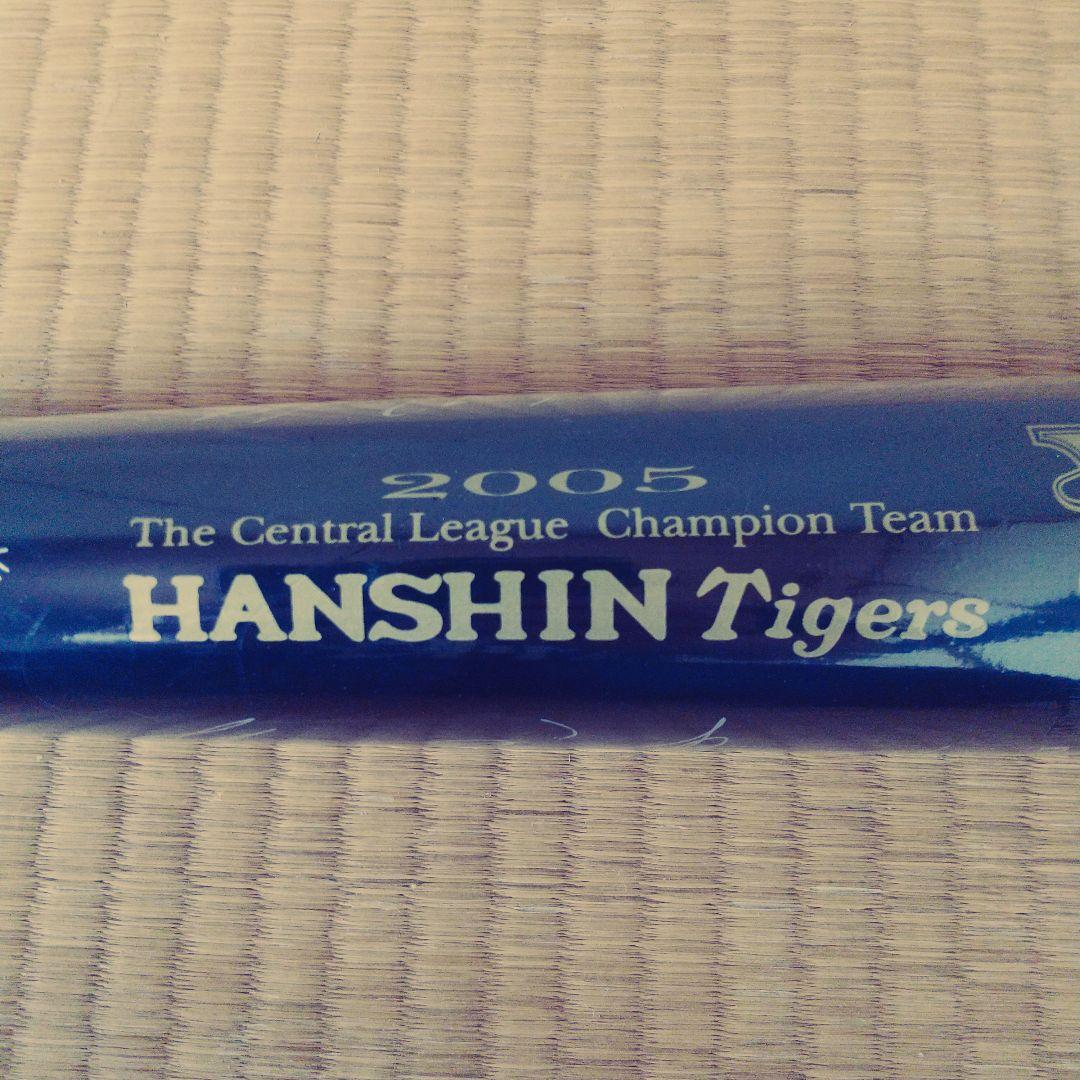 2005
The Central League Champion Team
HANSHIN Tigers